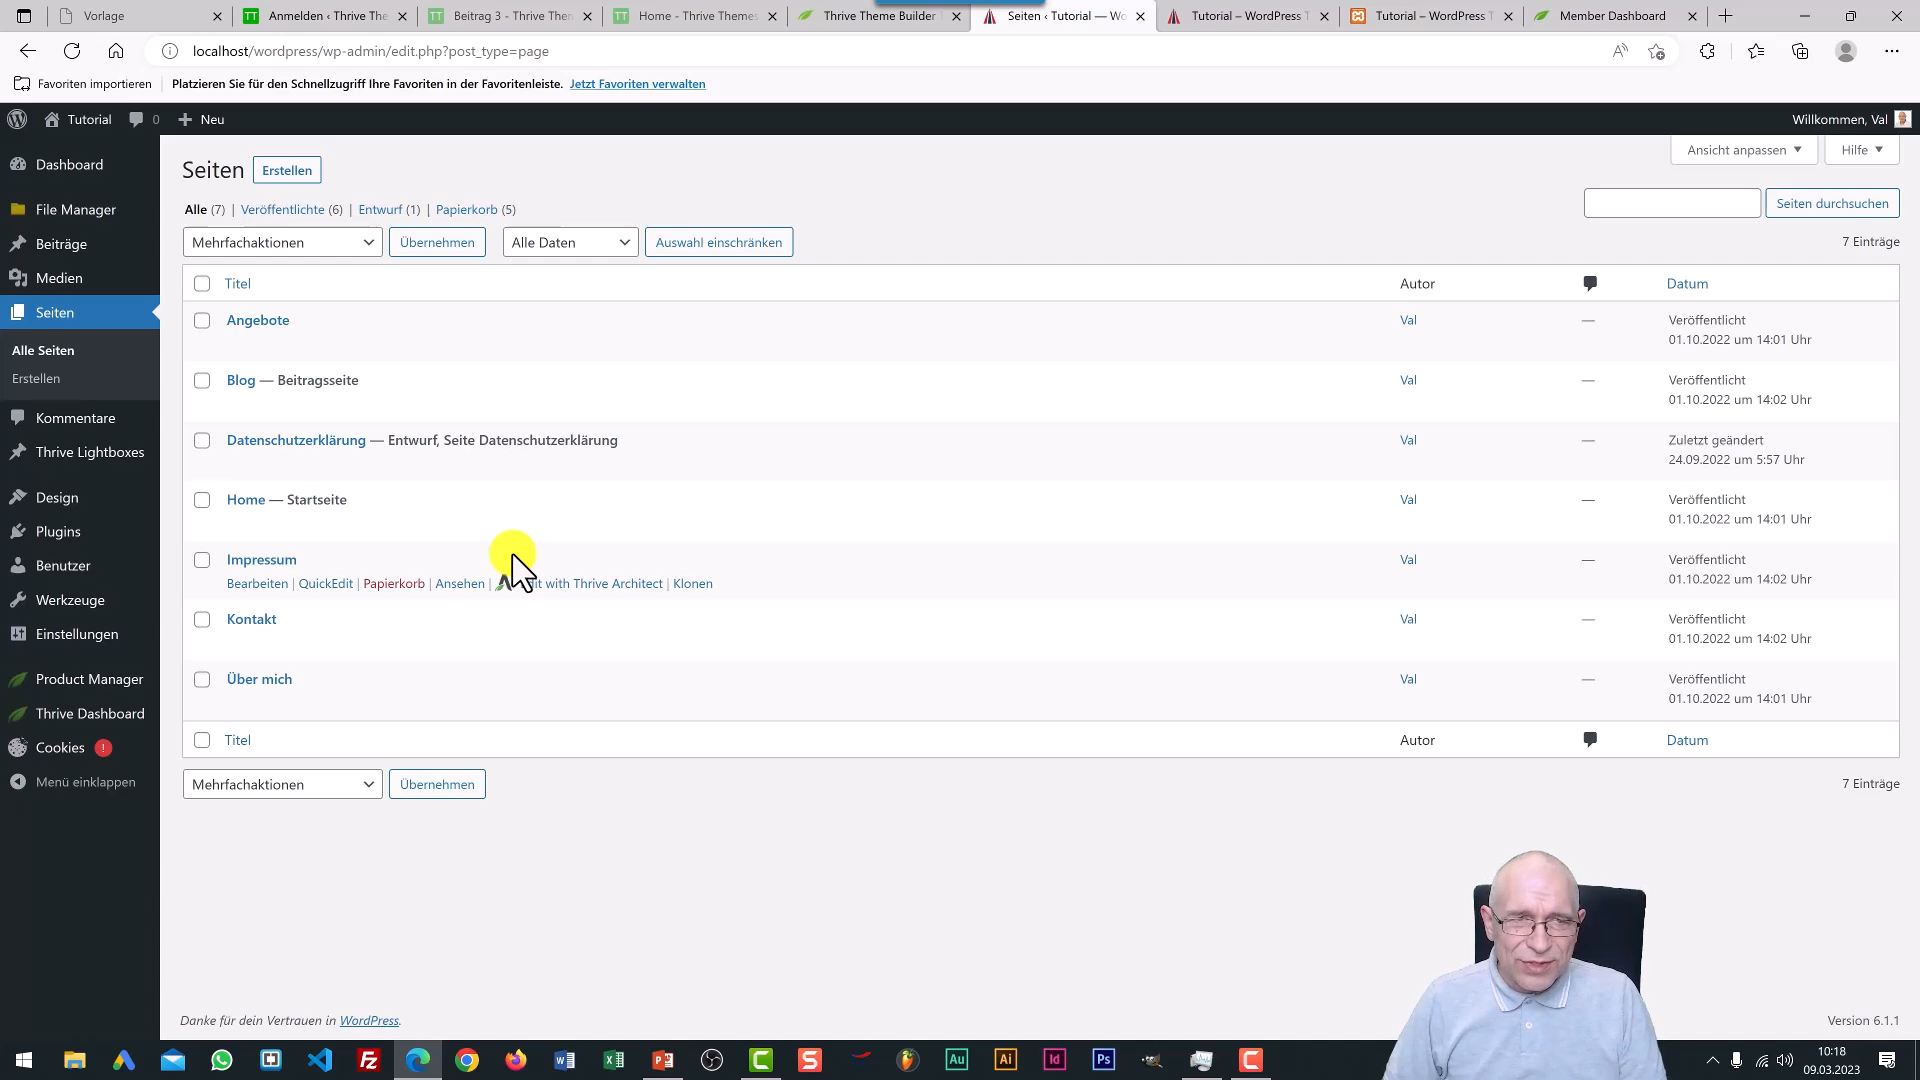 Vorlage
Anmelden ‹ Thrive The
Beitrag 3 - Thrive Then
Home - Thrive Themes
Thrive Theme Builder
Seiten ‹ Tutorial — Wo
Tutorial – WordPress T
Tutorial – WordPress T
Member Dashboard
localhost/wordpress/wp-admin/edit.php?post_type=page
Favoriten importieren
Platzieren Sie für den Schnellzugriff Ihre Favoriten in der Favoritenleiste. Jetzt Favoriten verwalten
Tutorial 0 Neu
Willkommen, Val
Dashboard
File Manager
Beiträge
Medien
Seiten
Alle Seiten
Erstellen
Kommentare
Thrive Lightboxes
Design
Plugins
Benutzer
Werkzeuge
Einstellungen
Product Manager
Thrive Dashboard
Cookies !
Menü einklappen
Ansicht anpassen
Hilfe
Seiten Erstellen
Alle (7) | Veröffentlichte (6) | Entwurf (1) | Papierkorb (5)
Seiten durchsuchen
Mehrfachaktionen Übernehmen Alle Daten Auswahl einschränken
7 Einträge
Titel Autor Datum
Angebote Val — Veröffentlicht
01.10.2022 um 14:01 Uhr
Blog — Beitragsseite Val — Veröffentlicht
01.10.2022 um 14:02 Uhr
Datenschutzerklärung — Entwurf, Seite Datenschutzerklärung Val — Zuletzt geändert
24.09.2022 um 5:57 Uhr
Home — Startseite Val — Veröffentlicht
01.10.2022 um 14:01 Uhr
Impressum Val — Veröffentlicht
01.10.2022 um 14:02 Uhr
Bearbeiten | QuickEdit | Papierkorb | Ansehen | with Thrive Architect | Klonen
Kontakt Val — Veröffentlicht
01.10.2022 um 14:02 Uhr
Über mich Val — Veröffentlicht
01.10.2022 um 14:01 Uhr
Titel Autor Datum
Mehrfachaktionen Übernehmen
7 Einträge
Danke für dein Vertrauen in WordPress.
Version 6.1.1
10:18
09.03.2023